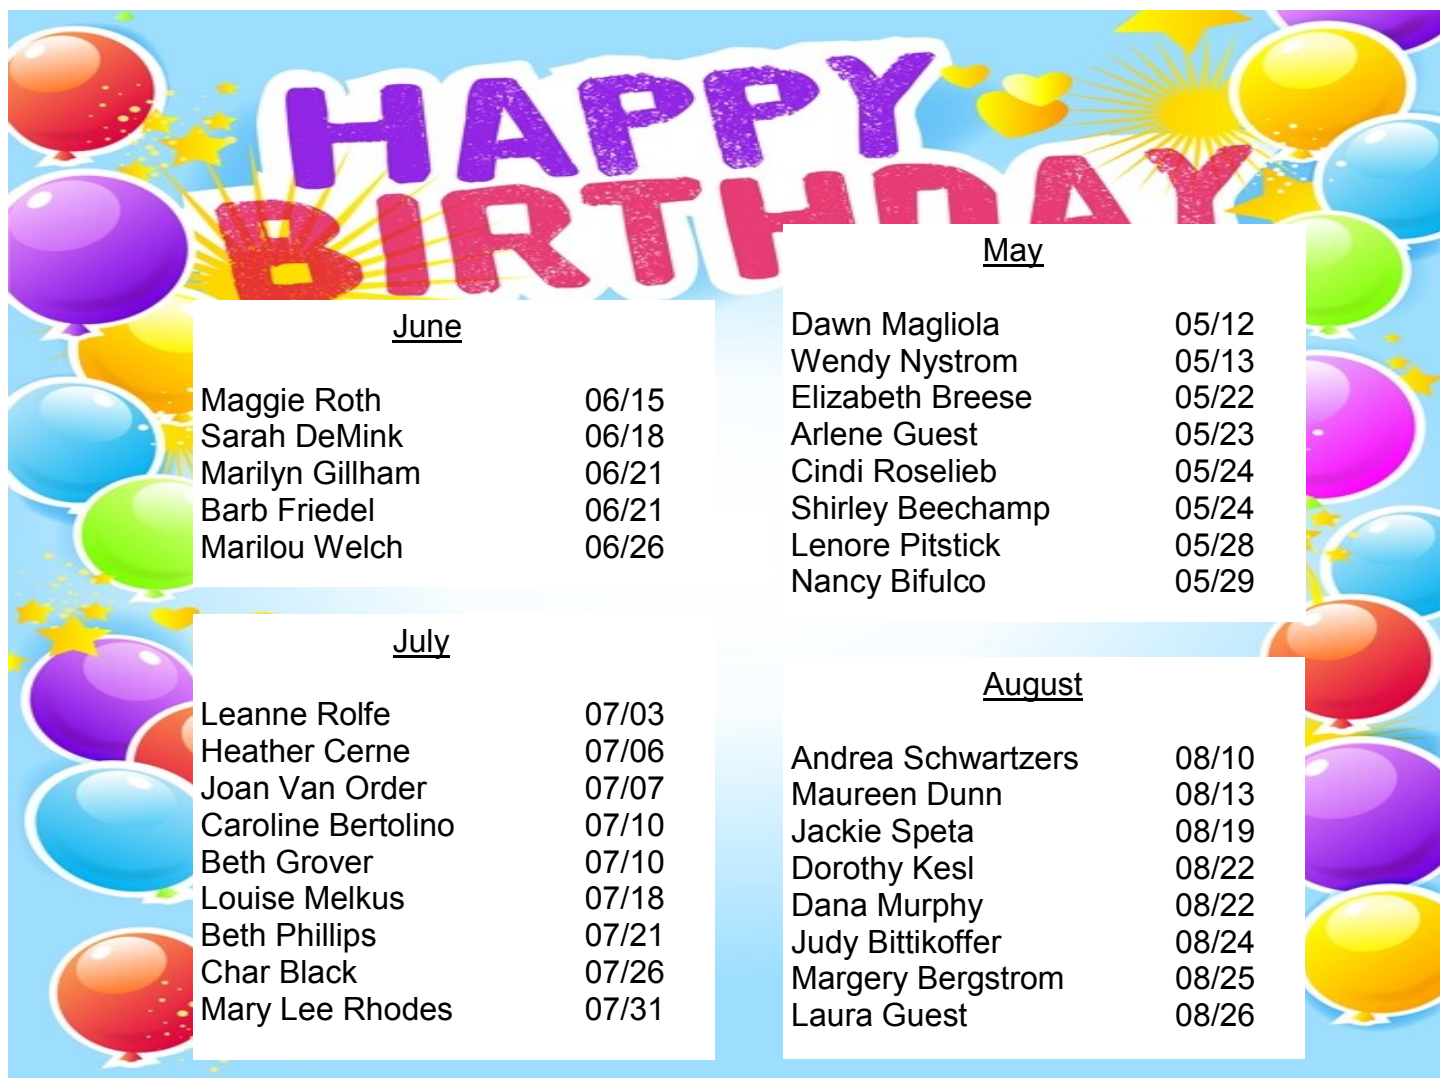 HAPPY
BIRTHDAY
May
Dawn Magliola 05/12
Wendy Nystrom 05/13
Elizabeth Breese 05/22
Arlene Guest 05/23
Cindi Roselieb 05/24
Shirley Beechamp 05/24
Lenore Pitstick 05/28
Nancy Bifulco 05/29
June
Maggie Roth 06/15
Sarah DeMink 06/18
Marilyn Gillham 06/21
Barb Friedel 06/21
Marilou Welch 06/26
July
Leanne Rolfe 07/03
Heather Cerne 07/06
Joan Van Order 07/07
Caroline Bertolino 07/10
Beth Grover 07/10
Louise Melkus 07/18
Beth Phillips 07/21
Char Black 07/26
Mary Lee Rhodes 07/31
August
Andrea Schwartzers 08/10
Maureen Dunn 08/13
Jackie Speta 08/19
Dorothy Kesl 08/22
Dana Murphy 08/22
Judy Bittikoffer 08/24
Margery Bergstrom 08/25
Laura Guest 08/26